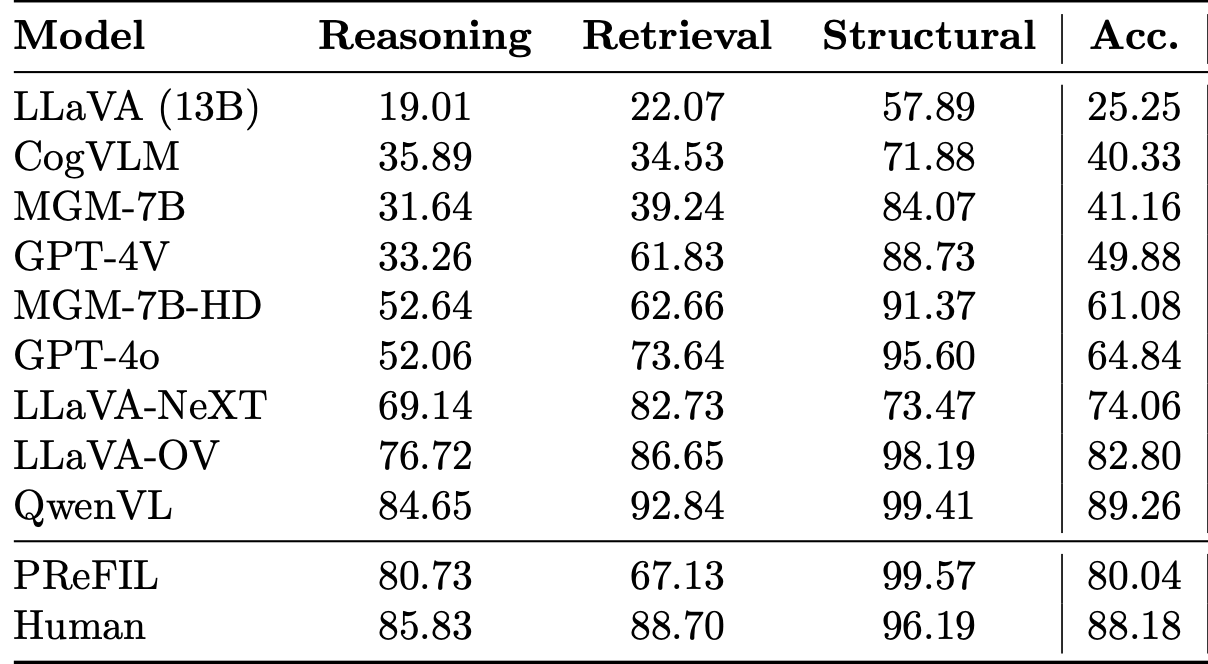 Model Reasoning Retrieval Structural Acc.
LLaVA (13B) 19.01 22.07 57.89 25.25
CogVLM 35.89 34.53 71.88 40.33
MGM-7B 31.64 39.24 84.07 41.16
GPT-4V 33.26 61.83 88.73 49.88
MGM-7B-HD 52.64 62.66 91.37 61.08
GPT-4o 52.06 73.64 95.60 64.84
LLaVA-NeXT 69.14 82.73 73.47 74.06
LLaVA-OV 76.72 86.65 98.19 82.80
QwenVL 84.65 92.84 99.41 89.26
PReFIL 80.73 67.13 99.57 80.04
Human 85.83 88.70 96.19 88.18